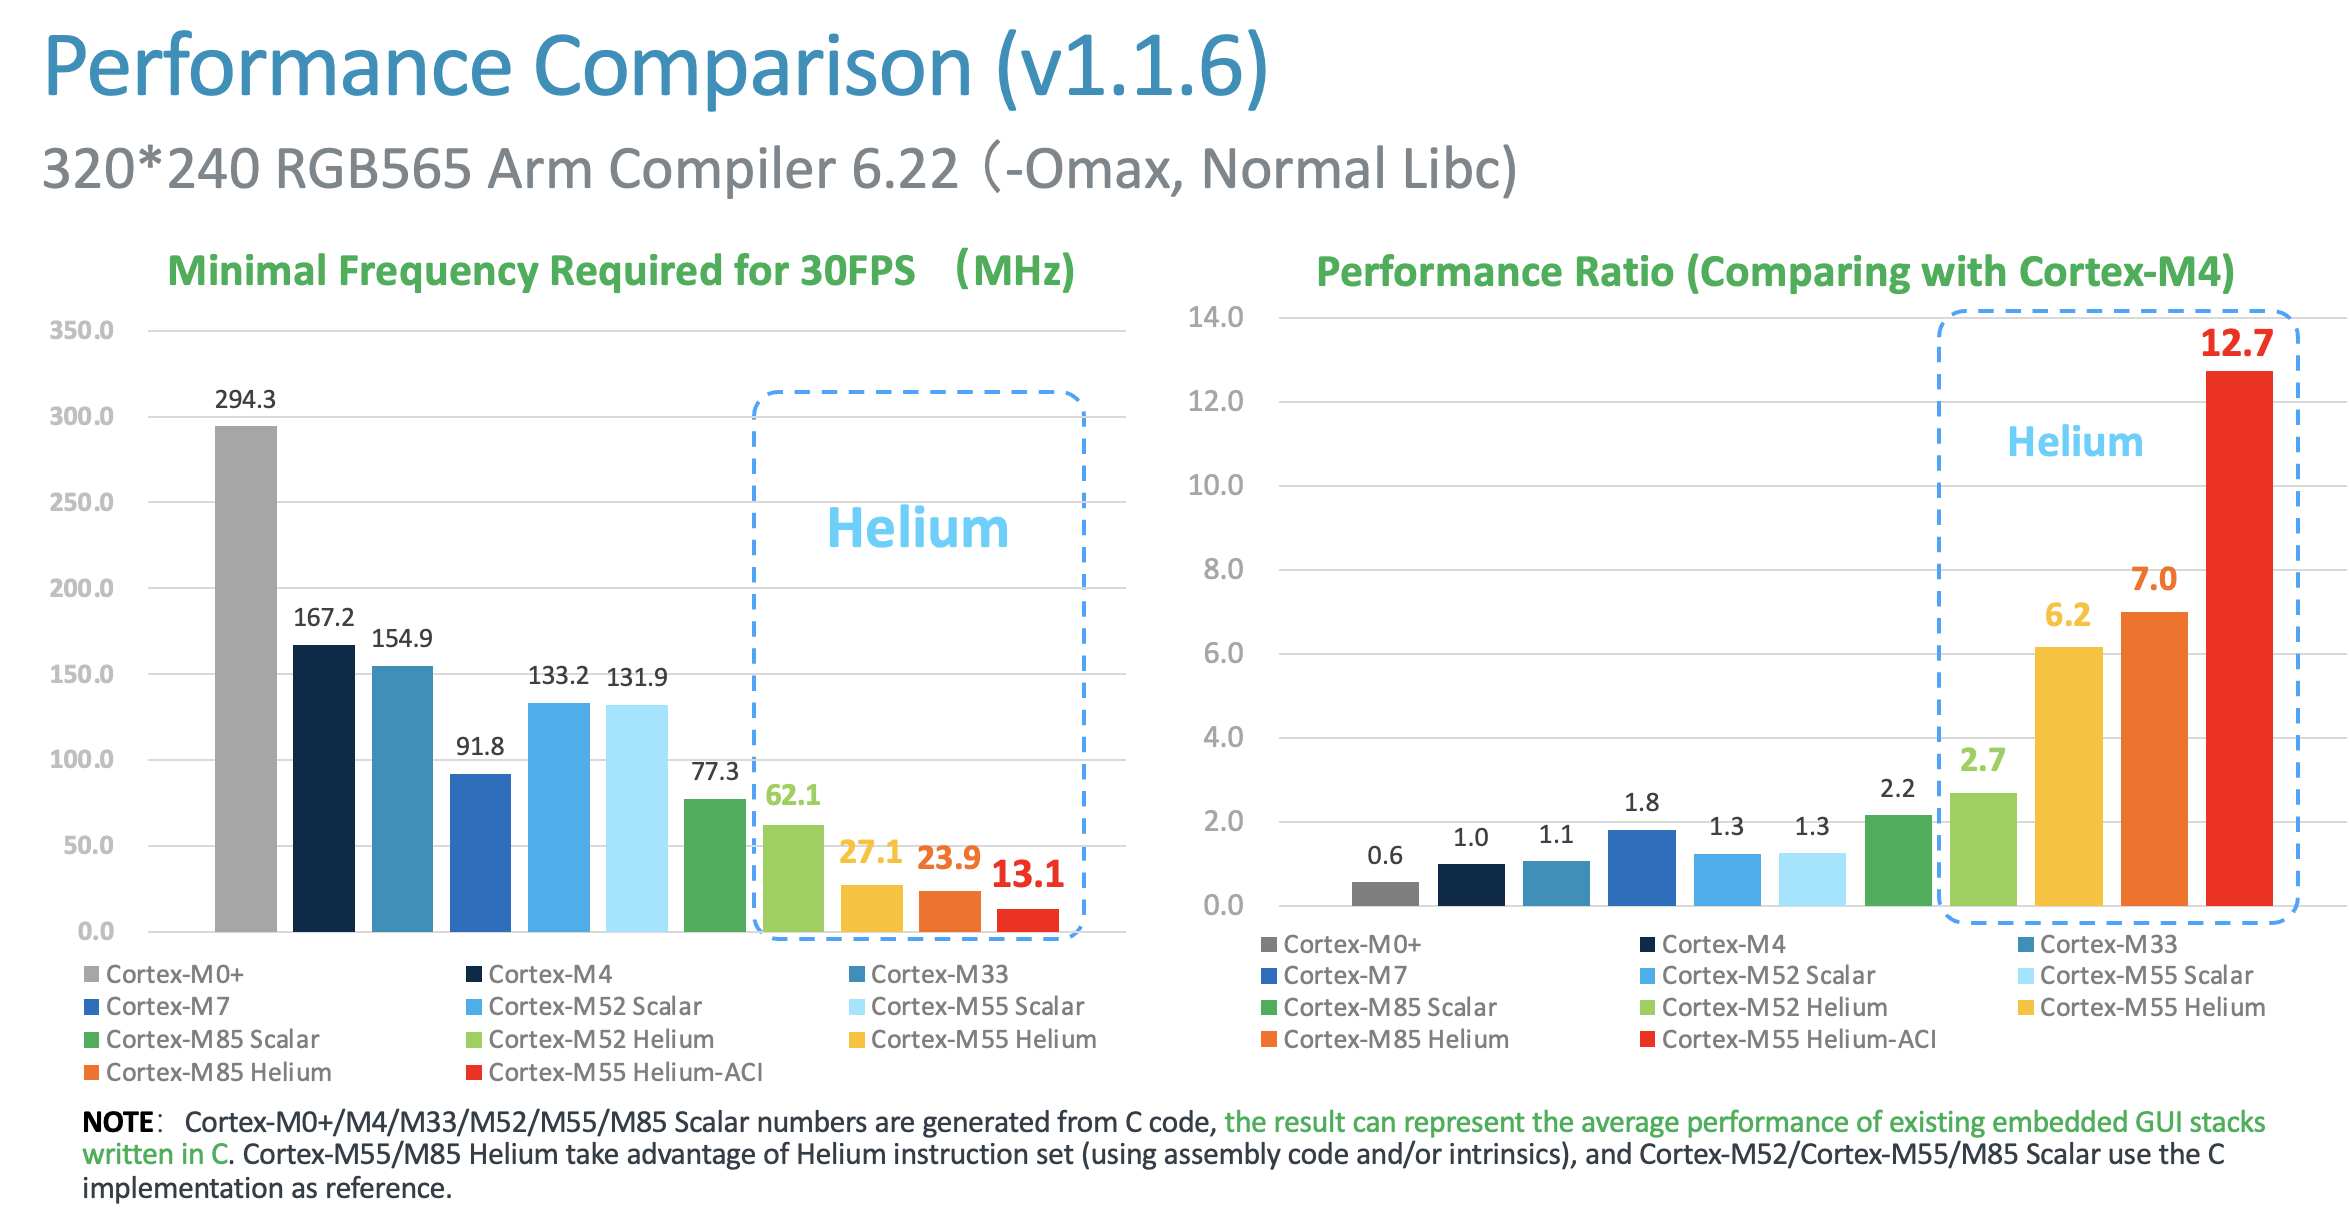 Performance Comparison (v1.1.6)
320*240 RGB565 Arm Compiler 6.22（-Omax, Normal Libc)
Minimal Frequency Required for 30FPS （MHz)
350.0
300.0
250.0
200.0
150.0
100.0
50.0
0.0
294.3
167.2
154.9
91.8
133.2
131.9
77.3
62.1
27.1
23.9
13.1
Helium
Cortex-M0+ Cortex-M4 Cortex-M33
Cortex-M7 Cortex-M52 Scalar Cortex-M55 Scalar
Cortex-M85 Scalar Cortex-M52 Helium Cortex-M55 Helium
Cortex-M85 Helium Cortex-M55 Helium-ACI
Performance Ratio (Comparing with Cortex-M4)
14.0
12.0
10.0
8.0
6.0
4.0
2.0
0.0
0.6
1.0
1.1
1.8
1.3
1.3
2.2
2.7
6.2
7.0
12.7
Helium
Cortex-M0+ Cortex-M4 Cortex-M33
Cortex-M7 Cortex-M52 Scalar Cortex-M55 Scalar
Cortex-M85 Scalar Cortex-M52 Helium Cortex-M55 Helium
Cortex-M85 Helium Cortex-M55 Helium-ACI
NOTE： Cortex-M0+/M4/M33/M52/M55/M85 Scalar numbers are generated from C code, the result can represent the average performance of existing embedded GUI stacks
written in C. Cortex-M55/M85 Helium take advantage of Helium instruction set (using assembly code and/or intrinsics), and Cortex-M52/Cortex-M55/M85 Scalar use the C
implementation as reference.